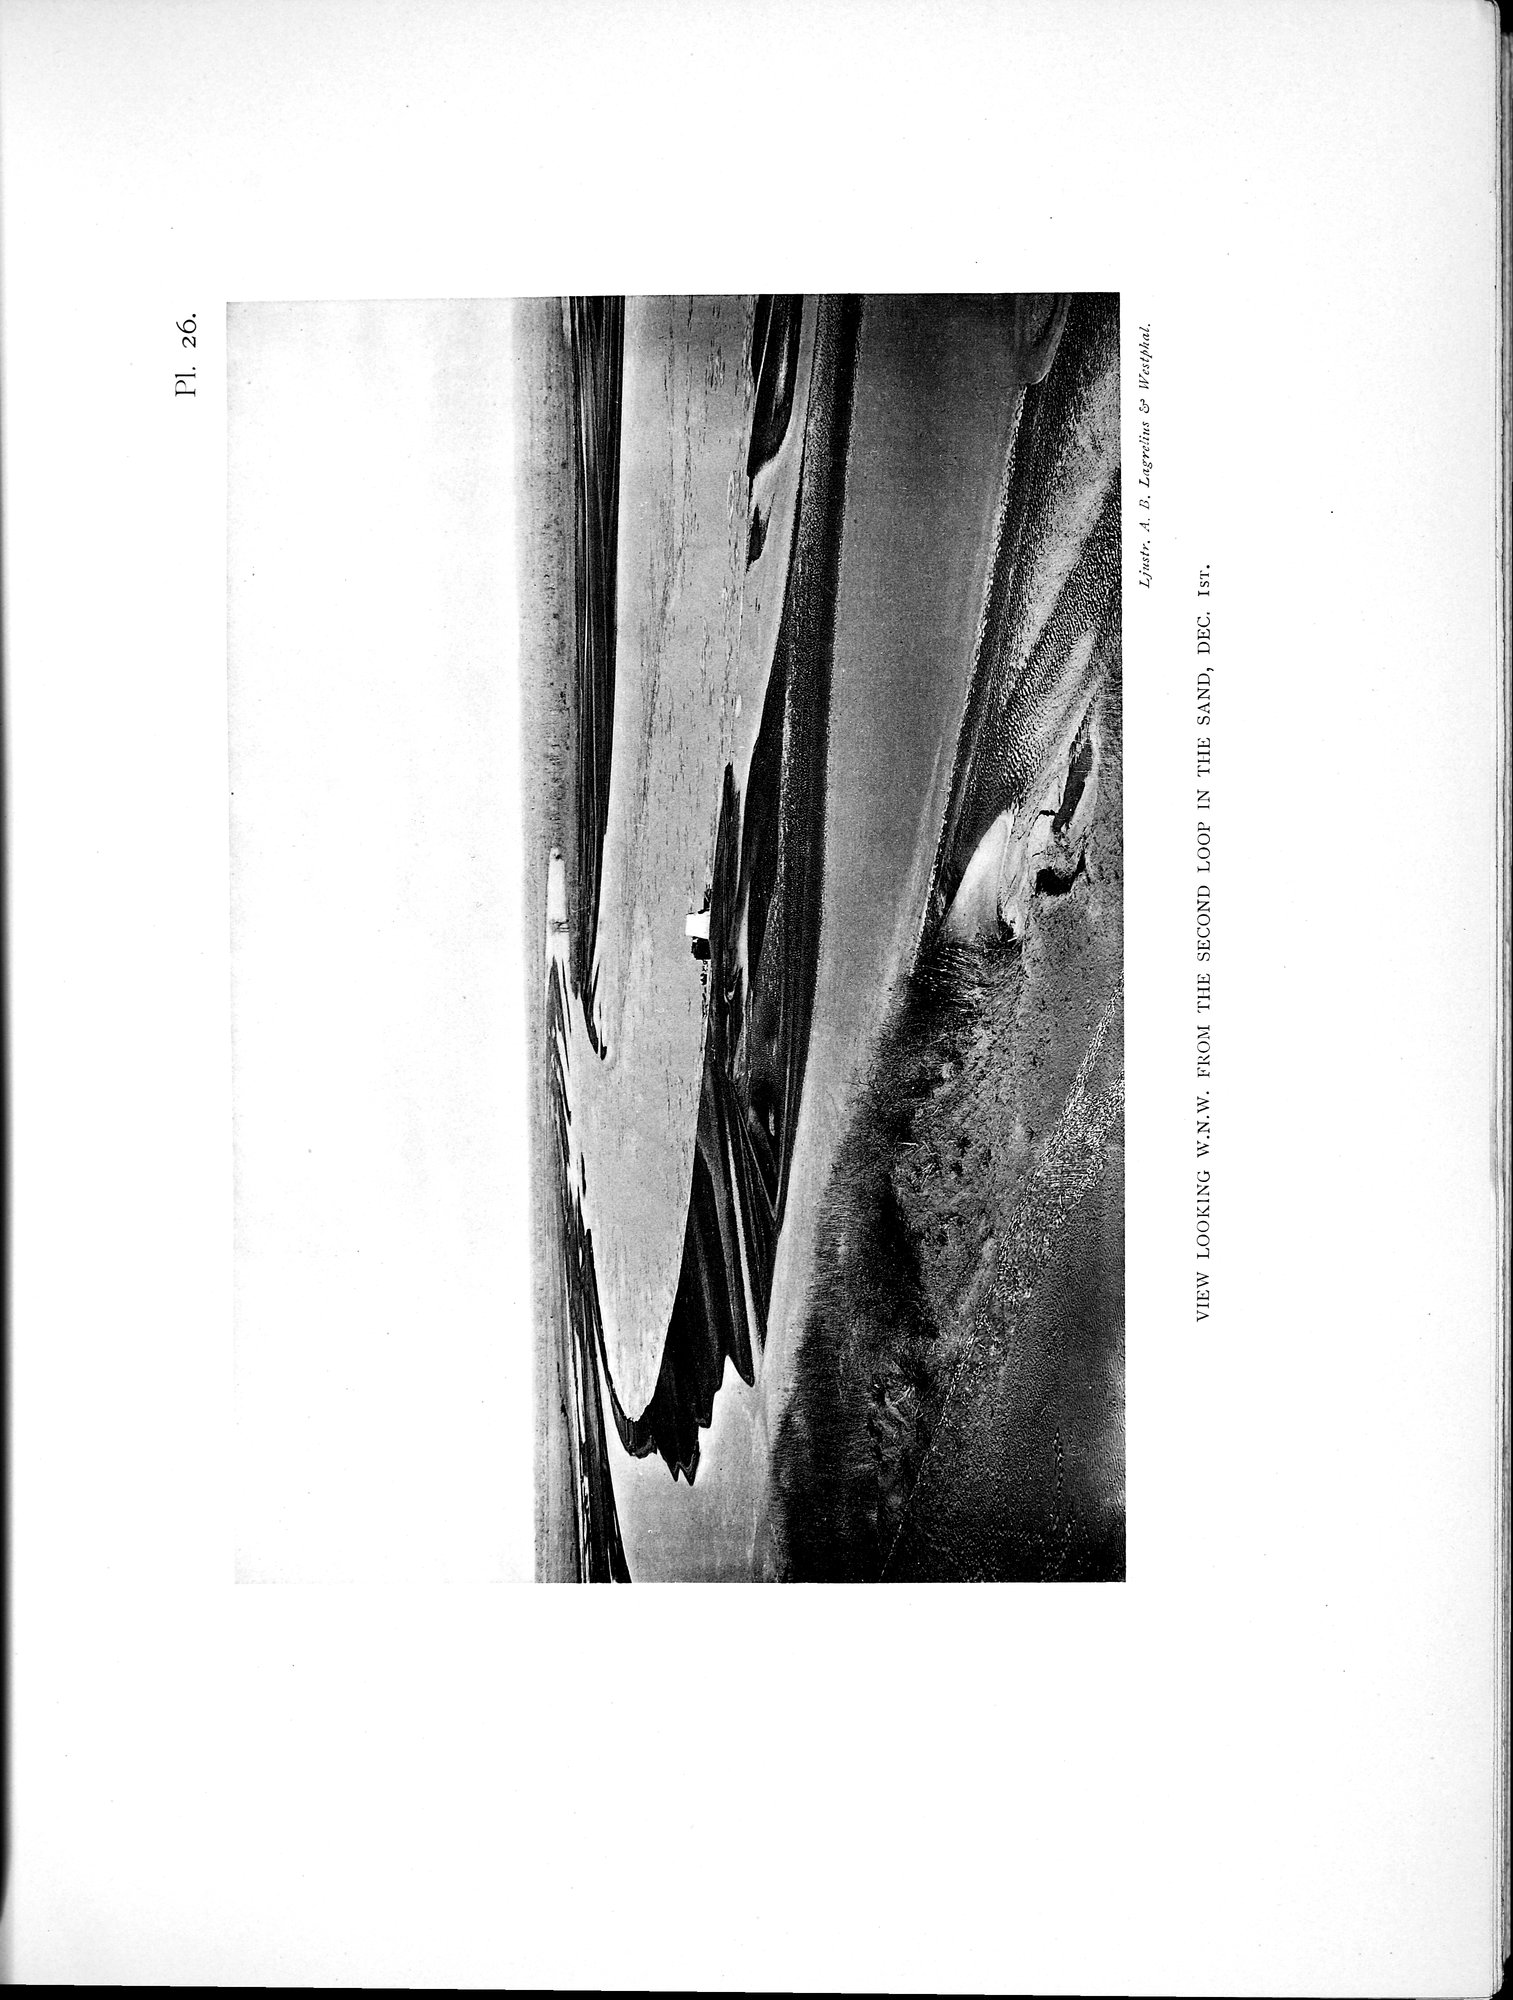 Pl. 26.
Ljustr. A. B. Lagrelius & Westphal.
VIEW LOOKING W.N.W. FROM THE SECOND LOOP IN THE SAND, DEC. 1ST.